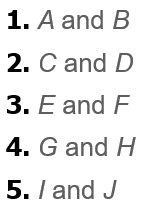 1. A and B
2. C and D
3. E and F
4. G and H
5. I and J